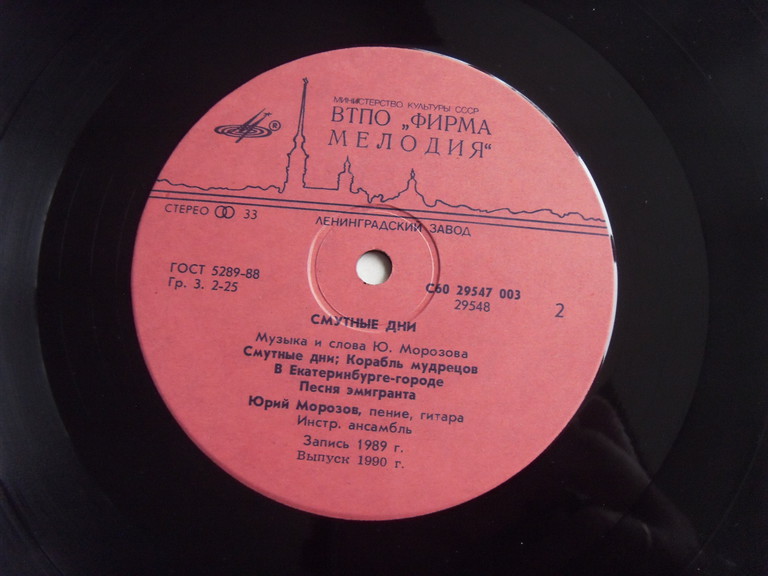 МИНИСТЕРСТВО КУЛЬТУРЫ СССР
ВТПО „ФИРМА
МЕЛОДИЯ"
®
СТЕРЕО 33
ЛЕНИНГРАДСКИЙ ЗАВОД
ГОСТ 5289-88
Гр. 3. 2-25
С60 29547 003
29548
2
СМУТНЫЕ ДНИ
Музыка и слова Ю. Морозова
Смутные дни; Корабль мудрецов
В Екатеринбурге-городе
Песня эмигранта
Юрий Морозов, пение, гитара
Инстр. ансамбль
Запись 1989 г.
Выпуск 1990 г.